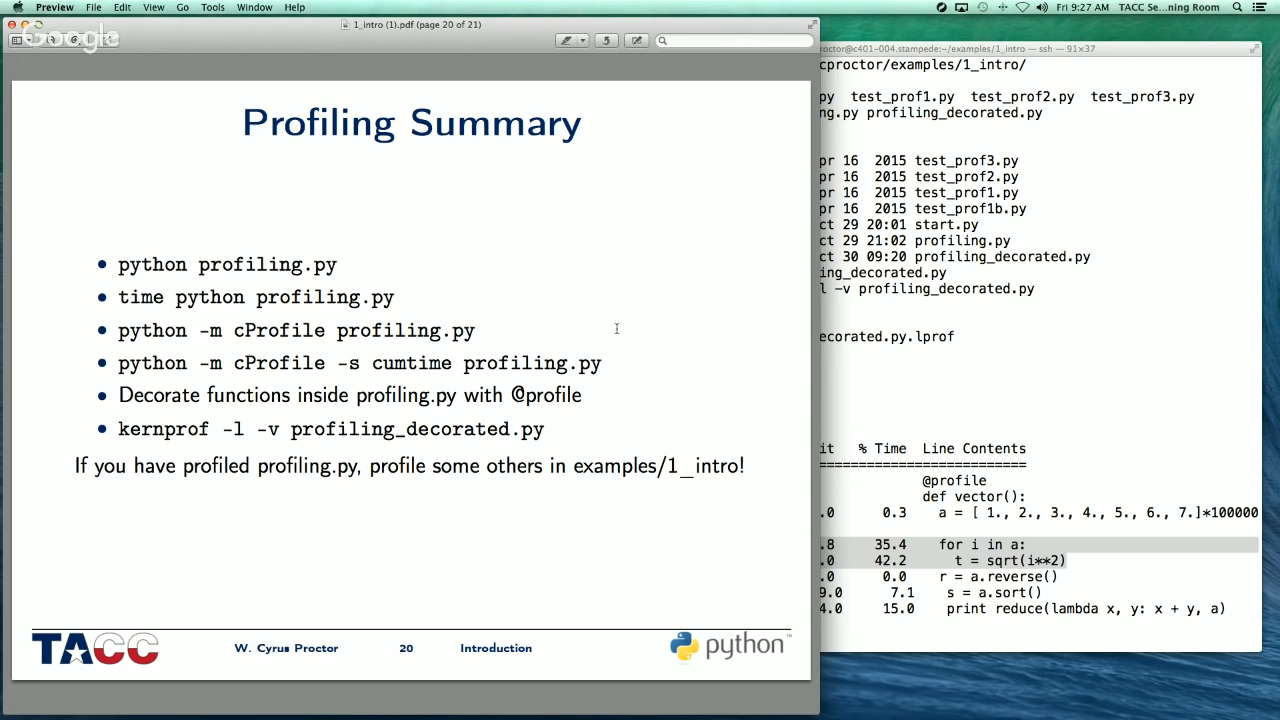 Preview File Edit View Go Tools Window Help
Fri 9:27 AM TACC Se...ning Room
Google
1_intro (1).pdf (page 20 of 21)
Profiling Summary
• python profiling.py
• time python profiling.py
• python -m cProfile profiling.py
• python -m cProfile -s cumtime profiling.py
• Decorate functions inside profiling.py with @profile
• kernprof -l -v profiling_decorated.py
If you have profiled profiling.py, profile some others in examples/1_intro!
TACC
W. Cyrus Proctor 20 Introduction
python™
roctor@c401-004.stampede:~/examples/1_intro — ssh — 91×37
cproctor/examples/1_intro/
py test_prof1.py test_prof2.py test_prof3.py
ng.py profiling_decorated.py
pr 16 2015 test_prof3.py
pr 16 2015 test_prof2.py
pr 16 2015 test_prof1.py
pr 16 2015 test_prof1b.py
ct 29 20:01 start.py
ct 29 21:02 profiling.py
ct 30 09:20 profiling_decorated.py
ing_decorated.py
l -v profiling_decorated.py
ecorated.py.lprof
it % Time Line Contents
==========================
@profile
def vector():
.0 0.3 a = [ 1., 2., 3., 4., 5., 6., 7.]*100000
.8 35.4 for i in a:
.0 42.2 t = sqrt(i**2)
.0 0.0 r = a.reverse()
9.0 7.1 s = a.sort()
4.0 15.0 print reduce(lambda x, y: x + y, a)